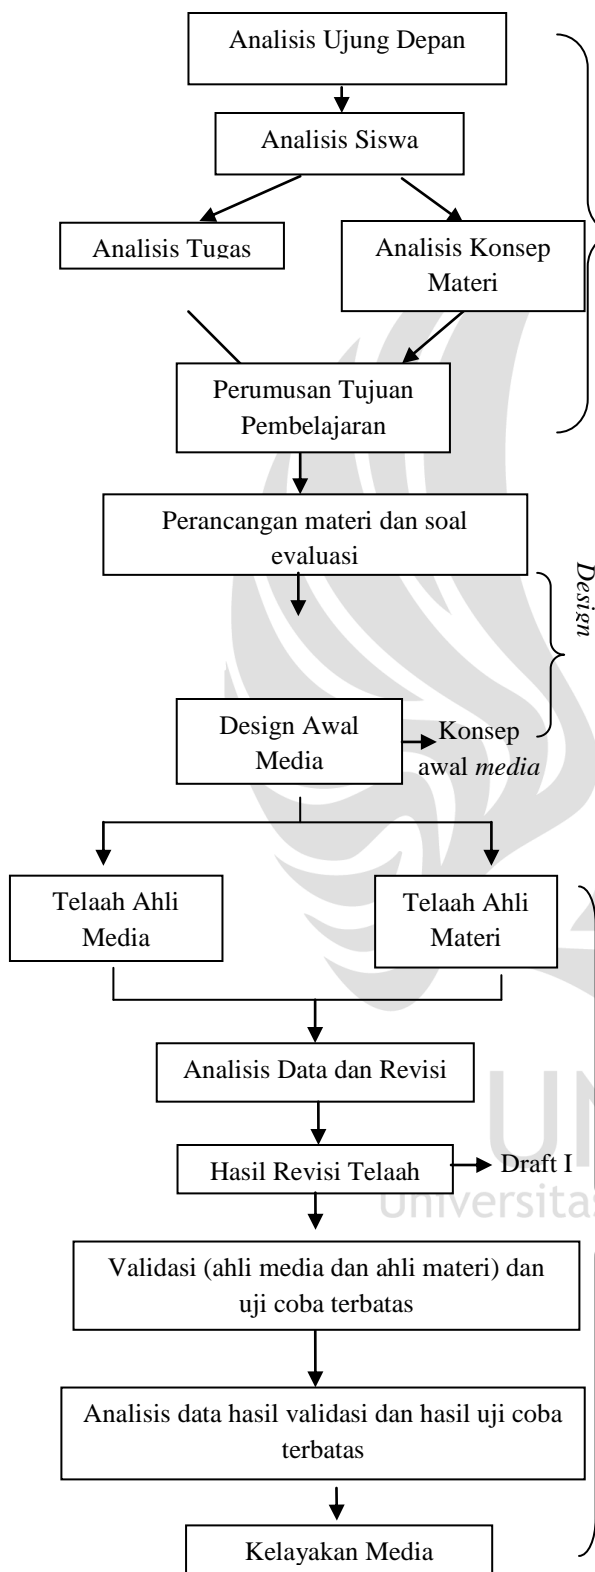 Analisis Ujung Depan
Analisis Siswa
Analisis Tugas
Analisis Konsep
Materi
Perumusan Tujuan
Pembelajaran
Perancangan materi dan soal
evaluasi
Design
Design Awal
Media
Konsep
awal media
Telaah Ahli
Media
Telaah Ahli
Materi
Analisis Data dan Revisi
Hasil Revisi Telaah
Draft I
UN
Universitas
Validasi (ahli media dan ahli materi) dan
uji coba terbatas
Analisis data hasil validasi dan hasil uji coba
terbatas
Kelayakan Media